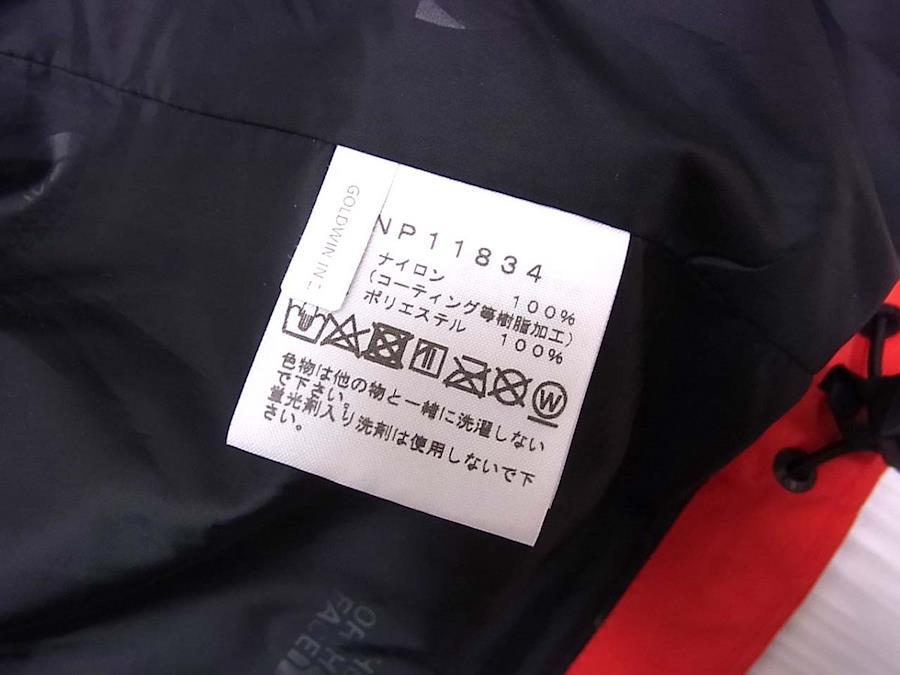 GOLDWIN IN
NP11834
ナイロン 100%
(コーティング等樹脂加工)
ポリエステル 100%
W
色物は他の物と一緒に洗濯しない
で下さい。
蛍光剤入り洗剤は使用しないで下
さい。